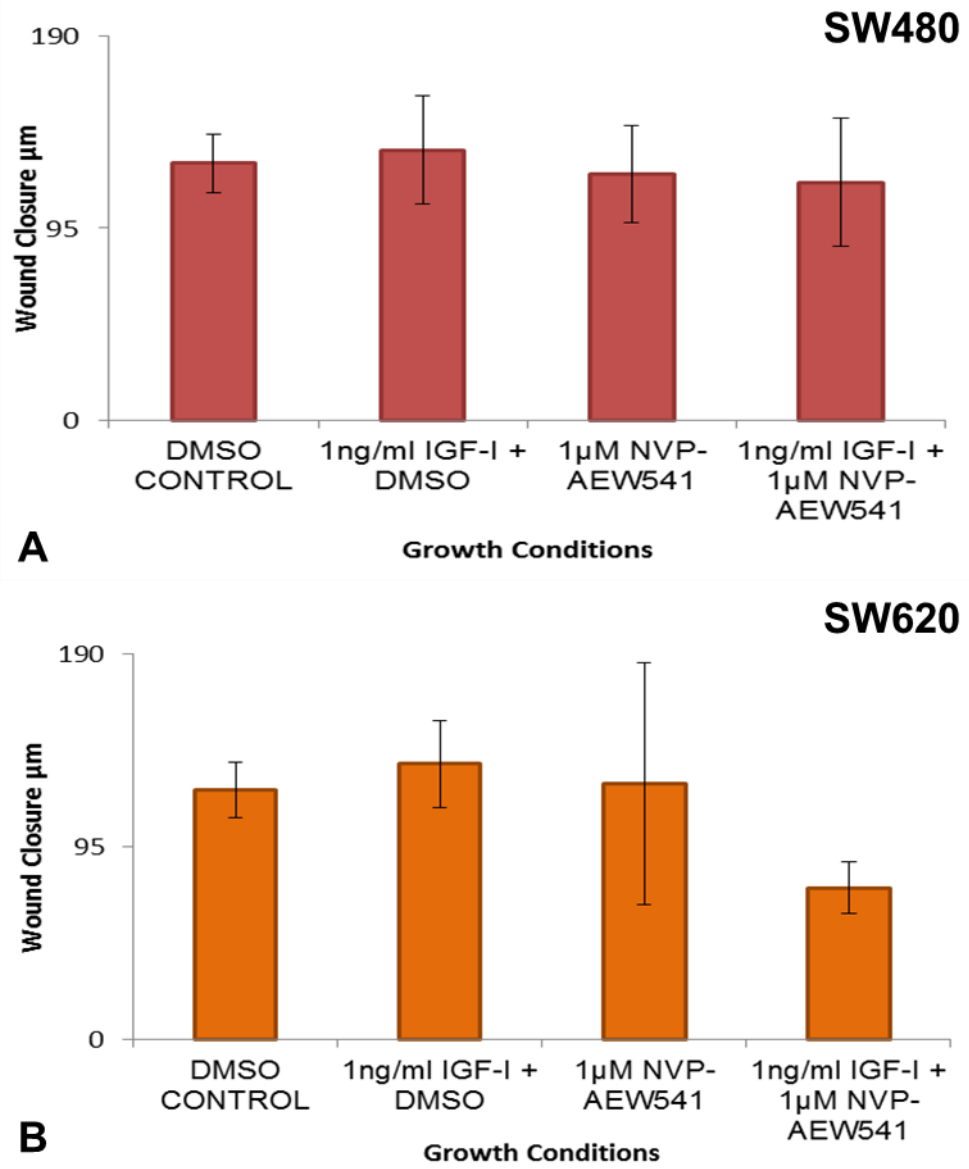 SW480
190
95
0
Wound Closure µm
DMSO CONTROL
1ng/ml IGF-I + DMSO
1µM NVP-AEW541
1ng/ml IGF-I + 1µM NVP-AEW541
Growth Conditions
A
SW620
190
95
0
Wound Closure µm
DMSO CONTROL
1ng/ml IGF-I + DMSO
1µM NVP-AEW541
1ng/ml IGF-I + 1µM NVP-AEW541
Growth Conditions
B